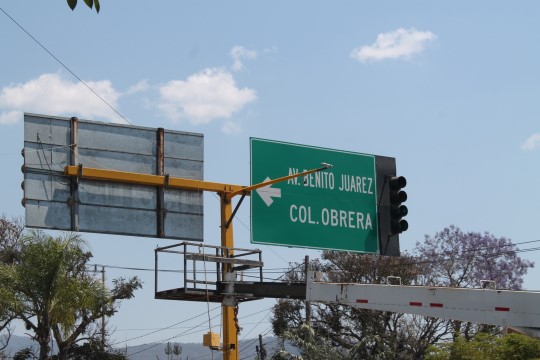 AV. BENITO JUAREZ
COL. OBRERA